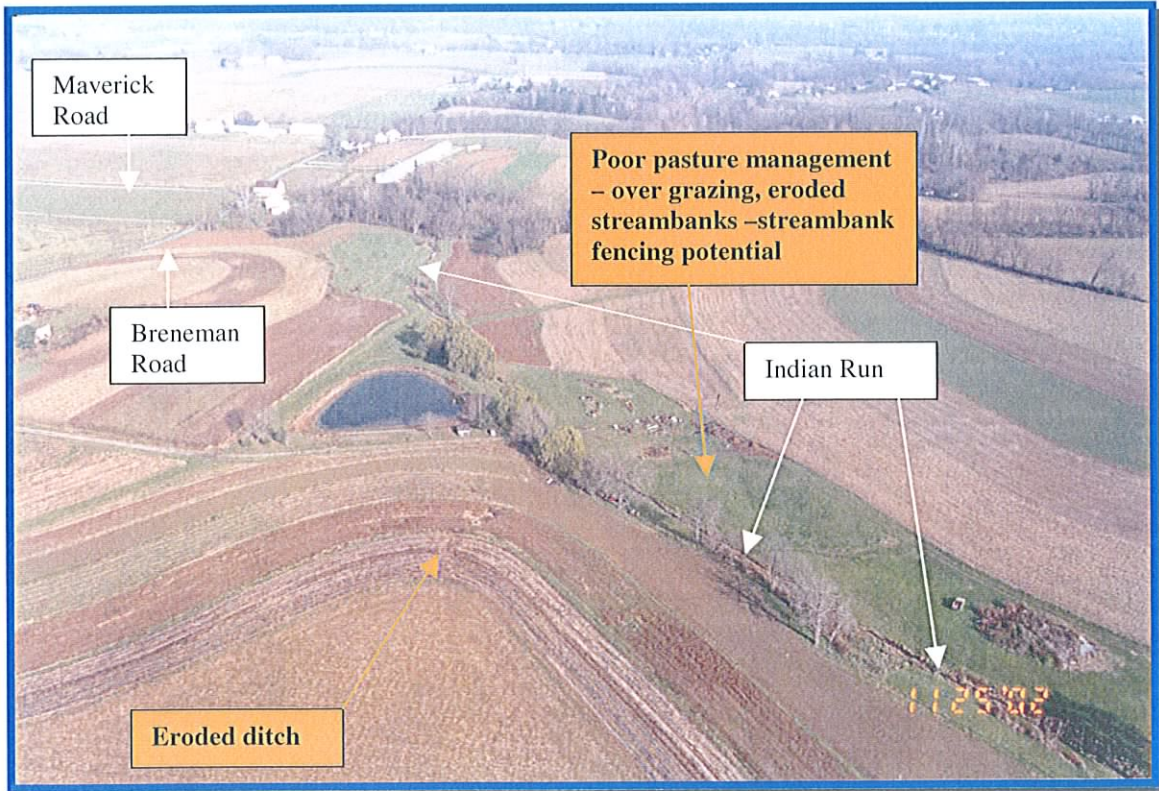 Maverick
Road
Poor pasture management
– over grazing, eroded
streambanks –streambank
fencing potential
Breneman
Road
Indian Run
Eroded ditch
11 25 '02